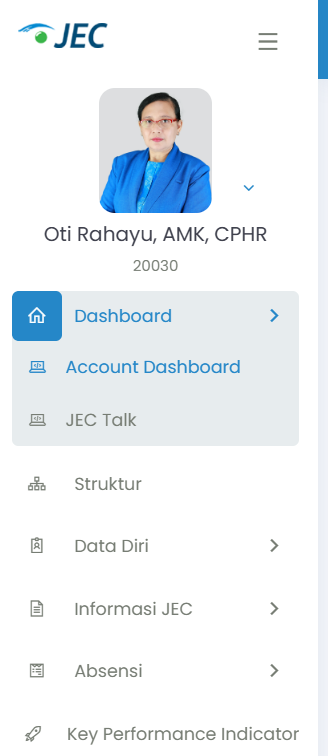 JEC
Oti Rahayu, AMK, CPHR
20030
Dashboard
Account Dashboard
JEC Talk
Struktur
Data Diri
Informasi JEC
Absensi
Key Performance Indicator